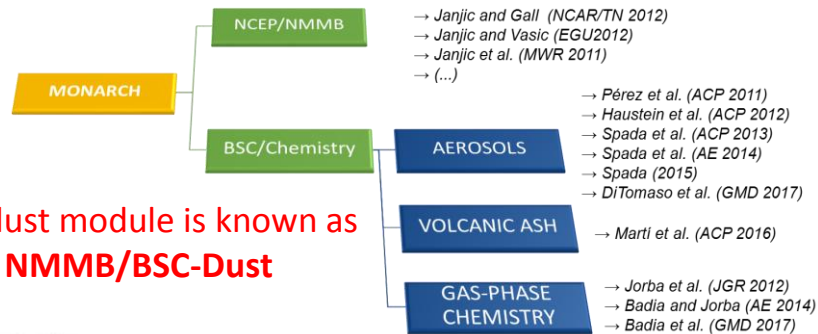 NCEP/NMMB
→ Janjic and Gall (NCAR/TN 2012)
→ Janjic and Vasic (EGU2012)
→ Janjic et al. (MWR 2011)
→ (...)
MONARCH
BSC/Chemistry
AEROSOLS
→ Pérez et al. (ACP 2011)
→ Haustein et al. (ACP 2012)
→ Spada et al. (ACP 2013)
→ Spada et al. (AE 2014)
→ Spada (2015)
→ DiTomaso et al. (GMD 2017)
dust module is known as
NMMB/BSC-Dust
VOLCANIC ASH
→ Martí et al. (ACP 2016)
GAS-PHASE
CHEMISTRY
→ Jorba et al. (JGR 2012)
→ Badia and Jorba (AE 2014)
→ Badia et al. (GMD 2017)